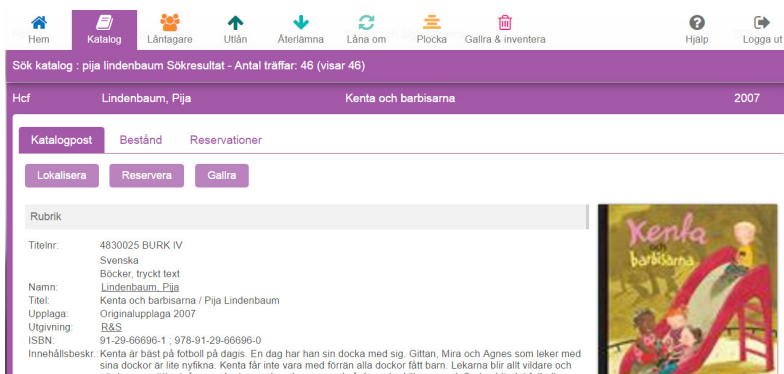 Hem Katalog Låntagare Utlån Återlämna Låna om Plocka Gallra & inventera Hjälp Logga ut
Sök katalog : pija lindenbaum Sökresultat - Antal träffar: 46 (visar 46)
Hcf Lindenbaum, Pija Kenta och barbisarna 2007
Katalogpost Bestånd Reservationer
Lokalisera Reservera Gallra
Rubrik
Titelnr: 4830025 BURK IV
Svenska
Böcker, tryckt text
Namn: Lindenbaum, Pija
Titel: Kenta och barbisarna / Pija Lindenbaum
Upplaga: Originalupplaga 2007
Utgivning: R&S
ISBN: 91-29-66696-1 ; 978-91-29-66696-0
Innehållsbeskr.: Kenta är bäst på fotboll på dagis. En dag har han sin docka med sig. Gittan, Mira och Agnes som leker med
sina dockor är lite nyfikna. Kenta får inte vara med förrän alla dockor fått barn. Lekarna blir allt vildare och
Kenta
och
barbisarna